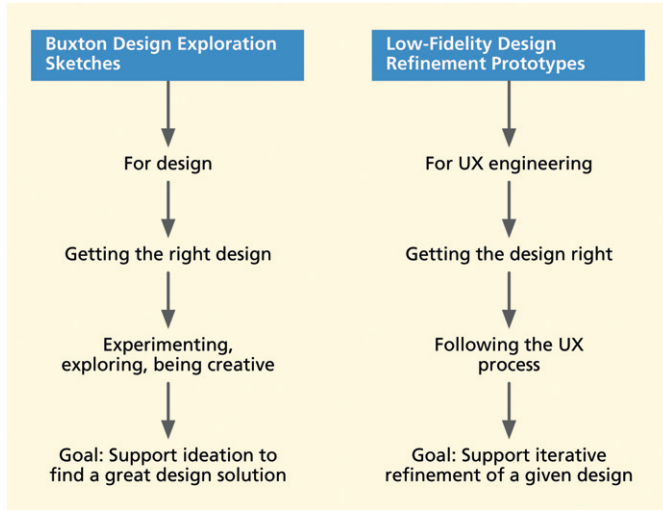 Buxton Design Exploration
Sketches
For design
Getting the right design
Experimenting,
exploring, being creative
Goal: Support ideation to
find a great design solution
Low-Fidelity Design
Refinement Prototypes
For UX engineering
Getting the design right
Following the UX
process
Goal: Support iterative
refinement of a given design